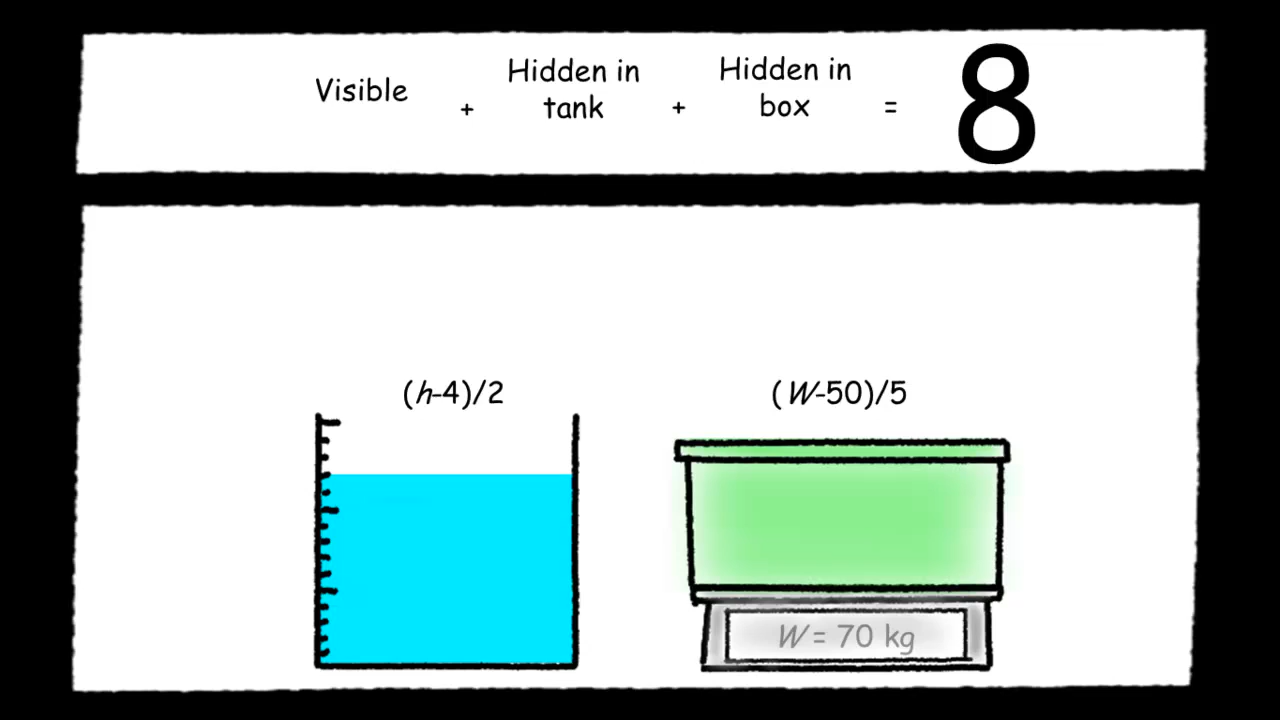 Visible + Hidden in tank + Hidden in box = 8
(h-4)/2
(W-50)/5
W = 70 kg